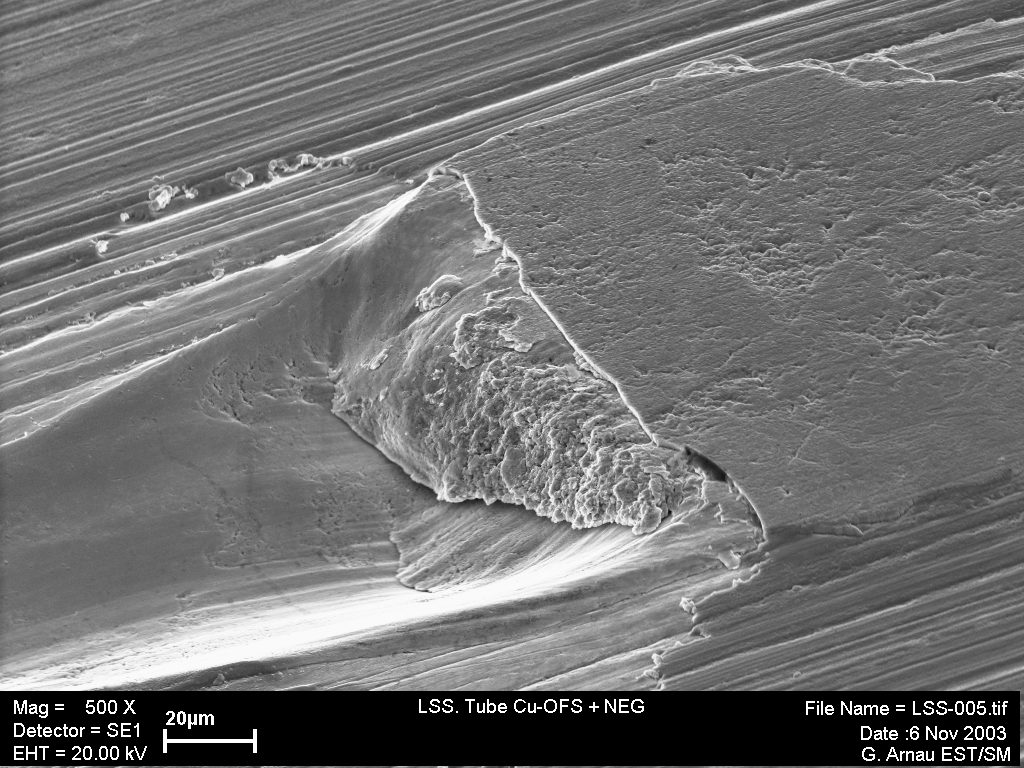 Mag =   500 X
Detector = SE1
EHT = 20.00 kV
20µm
LSS. Tube Cu-OFS + NEG
File Name = LSS-005.tif
Date :6 Nov 2003
G. Arnau EST/SM